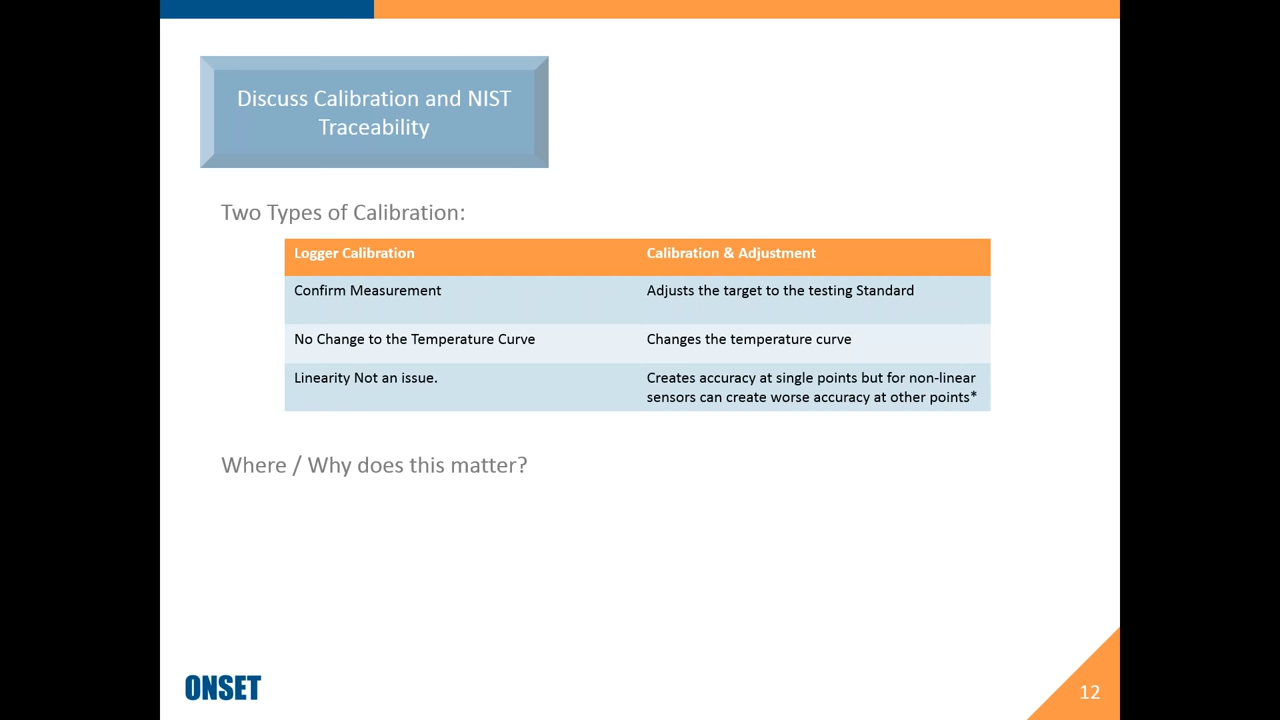 Discuss Calibration and NIST
Traceability
Two Types of Calibration:
Logger Calibration
Calibration & Adjustment
Confirm Measurement
Adjusts the target to the testing Standard
No Change to the Temperature Curve
Changes the temperature curve
Linearity Not an issue.
Creates accuracy at single points but for non-linear
sensors can create worse accuracy at other points*
Where / Why does this matter?
ONSET
12